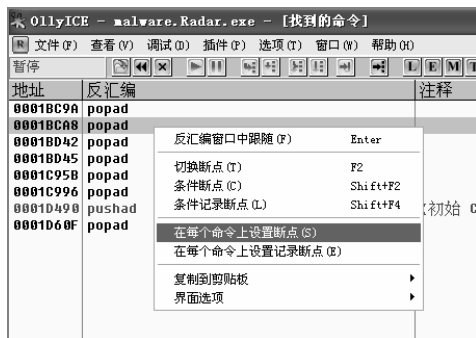 OllyICE - malware.Radar.exe - [找到的命令]
R 文件(F) 查看(V) 调试(D) 插件(P) 选项(T) 窗口(W) 帮助(H)
暂停 L E M T
地址 反汇编 注释
0001BC9A popad
0001BCA8 popad
0001BD42 popad
0001BD45 popad
0001C95B popad
0001C996 popad
0001D490 pushad (初始 C
0001D60F popad
反汇编窗口中跟随(F) Enter
切换断点(T) F2
条件断点(C) Shift+F2
条件记录断点(L) Shift+F4
在每个命令上设置断点(S)
在每个命令上设置记录断点(E)
复制到剪贴板
界面选项